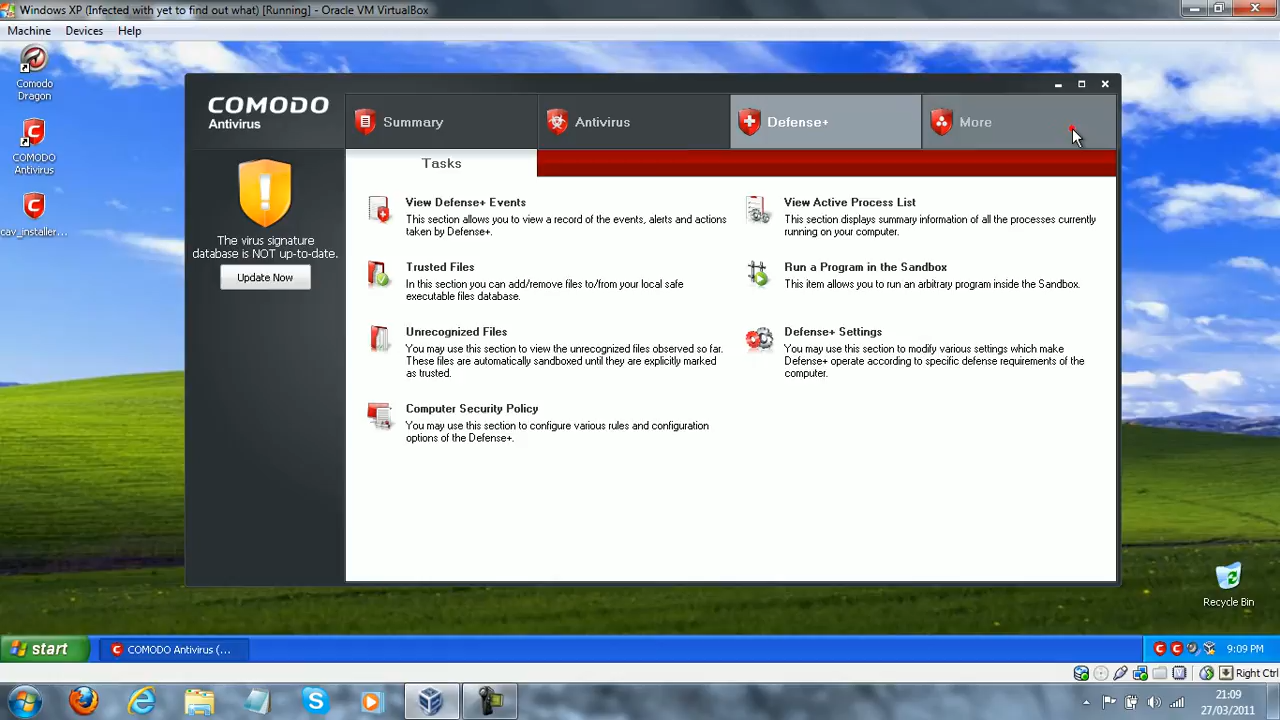 Windows XP (Infected with yet to find out what) [Running] - Oracle VM VirtualBox
Machine Devices Help
Comodo
Dragon
COMODO
Antivirus
cav_installer...
COMODO
Antivirus
Summary
Antivirus
Defense+
More
The virus signature
database is NOT up-to-date.
Update Now
Tasks
View Defense+ Events
This section allows you to view a record of the events, alerts and actions
taken by Defense+.
Trusted Files
In this section you can add/remove files to/from your local safe
executable files database.
Unrecognized Files
You may use this section to view the unrecognized files observed so far.
These files are automatically sandboxed until they are explicitly marked
as trusted.
Computer Security Policy
You may use this section to configure various rules and configuration
options of the Defense+.
View Active Process List
This section displays summary information of all the processes currently
running on your computer.
Run a Program in the Sandbox
This item allows you to run an arbitrary program inside the Sandbox.
Defense+ Settings
You may use this section to modify various settings which make
Defense+ operate according to specific defense requirements of the
computer.
Recycle Bin
start
COMODO Antivirus (...
9:09 PM
Right Ctrl
21:09
27/03/2011